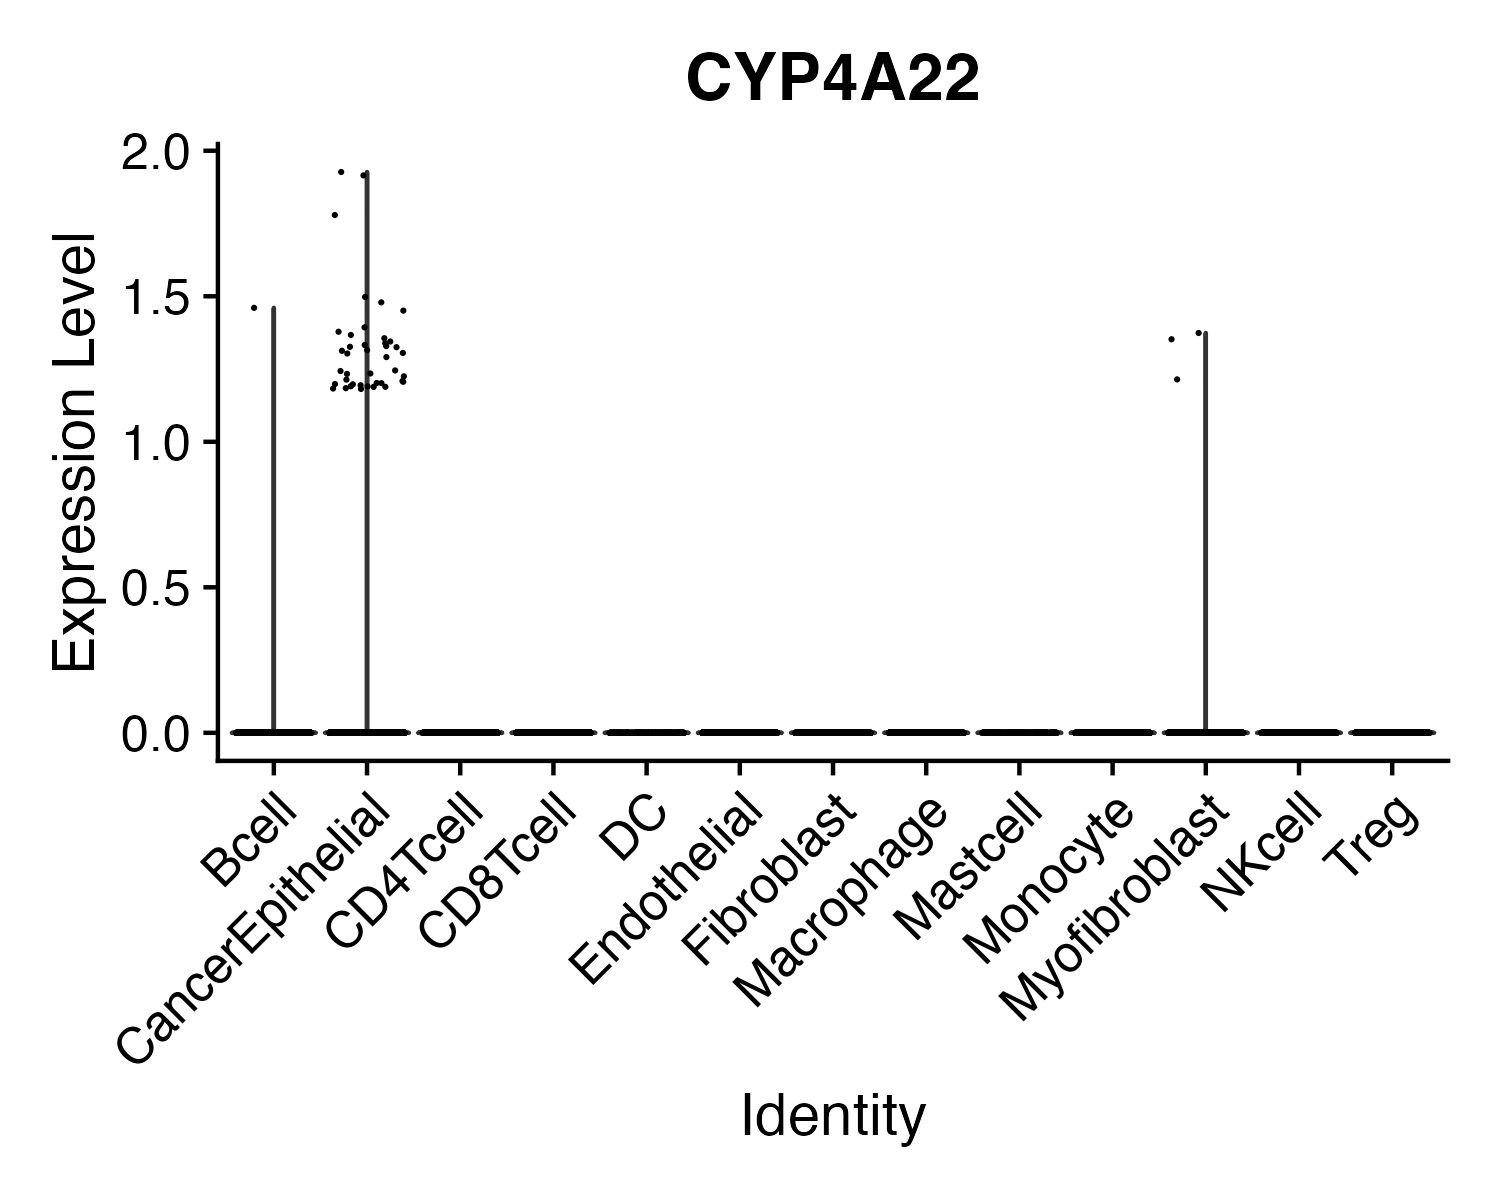 CYP4A22
Expression Level
2.0
1.5
1.0
0.5
0.0
Bcell
CancerEpithelial
CD4Tcell
CD8Tcell
DC
Endothelial
Fibroblast
Macrophage
Mastcell
Monocyte
Myofibroblast
NKcell
Treg
Identity